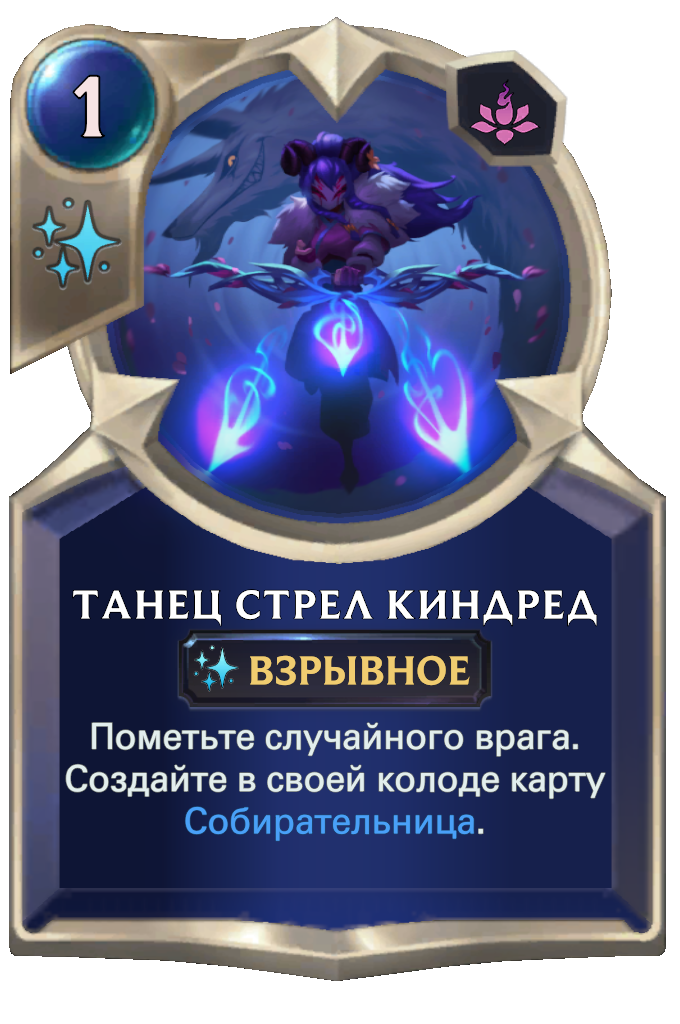 1
ТАНЕЦ СТРЕЛ КИНДРЕД
ВЗРЫВНОЕ
Пометьте случайного врага.
Создайте в своей колоде карту
Собирательница.